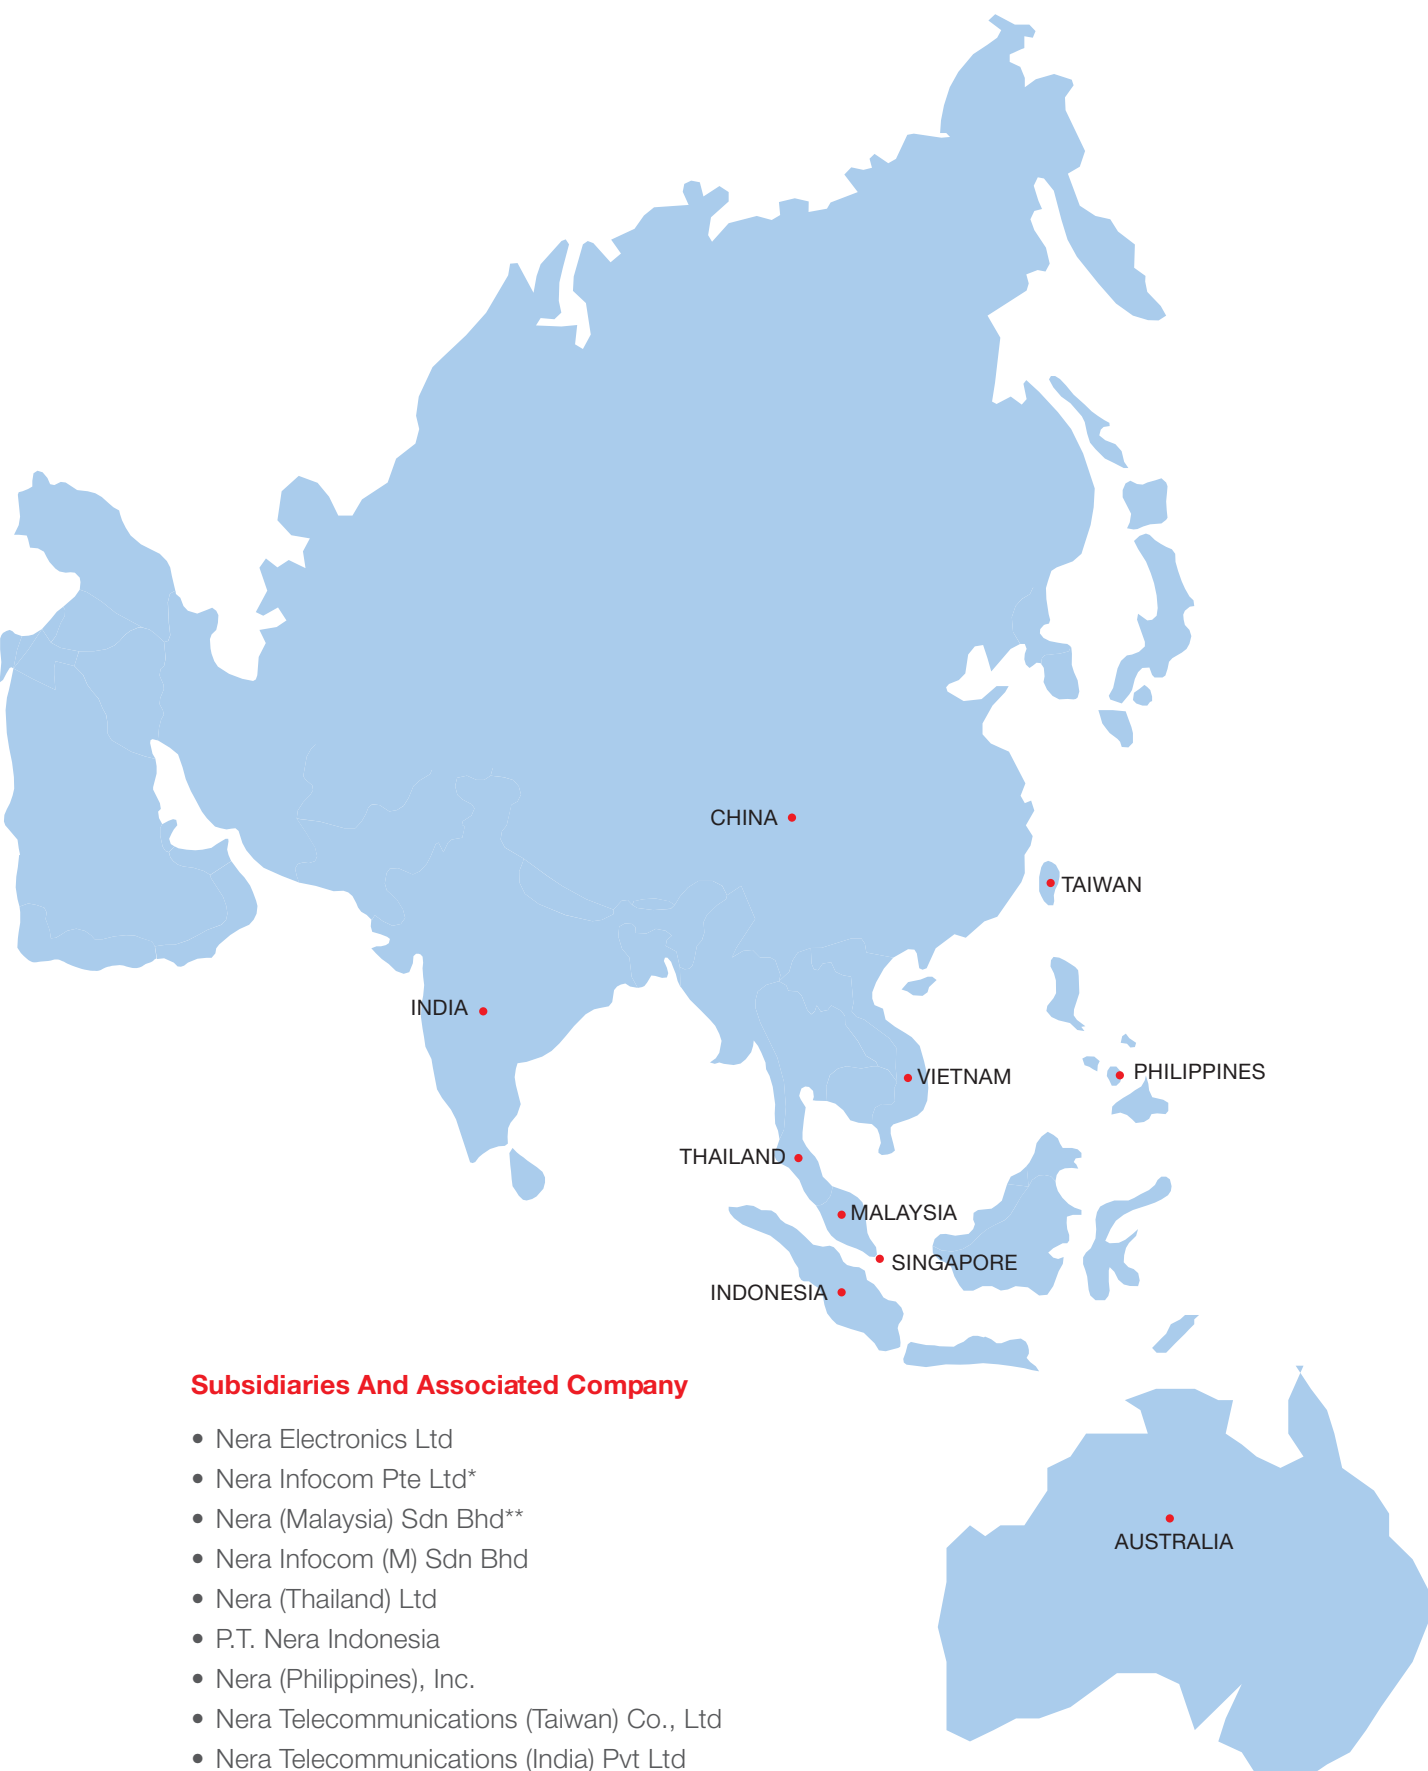 CHINA
TAIWAN
INDIA
PHILIPPINES
VIETNAM
THAILAND
MALAYSIA
SINGAPORE
INDONESIA
Subsidiaries And Associated Company
• Nera Electronics Ltd
• Nera Infocom Pte Ltd*
• Nera (Malaysia) Sdn Bhd**
• Nera Infocom (M) Sdn Bhd
• Nera (Thailand) Ltd
• P.T. Nera Indonesia
• Nera (Philippines), Inc.
• Nera Telecommunications (Taiwan) Co., Ltd
• Nera Telecommunications (India) Pvt Ltd
AUSTRALIA